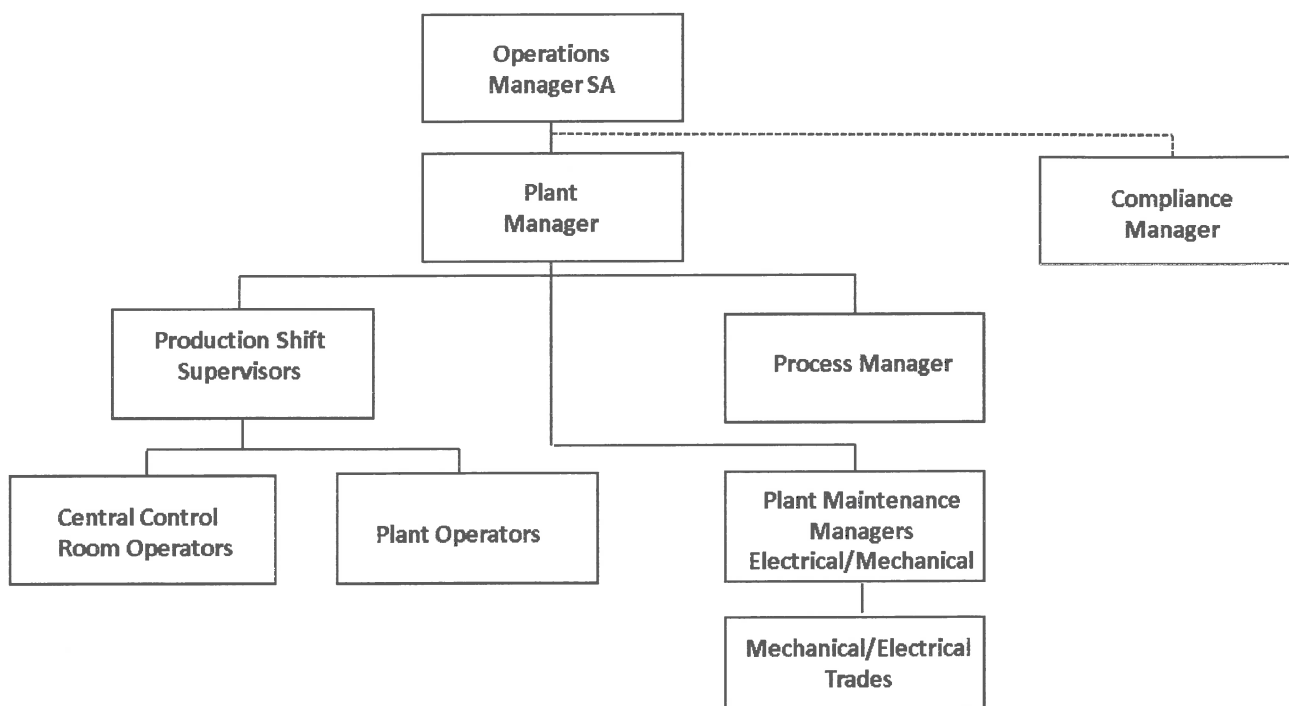 Operations
Manager SA
Plant
Manager
Compliance
Manager
Production Shift
Supervisors
Process Manager
Central Control
Room Operators
Plant Operators
Plant Maintenance
Managers
Electrical/Mechanical
Mechanical/Electrical
Trades